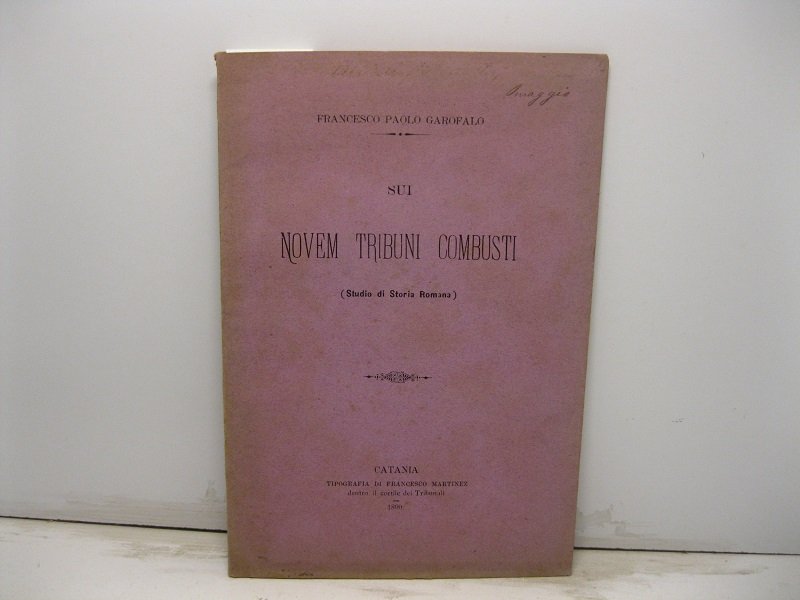 Omaggio
FRANCESCO PAOLO GAROFALO
SUI
NOVEM TRIBUNI COMBUSTI
(Studio di Storia Romana)
CATANIA
TIPOGRAFIA DI FRANCESCO MARTINEZ
dentro il cortile dei Tribunali
1890